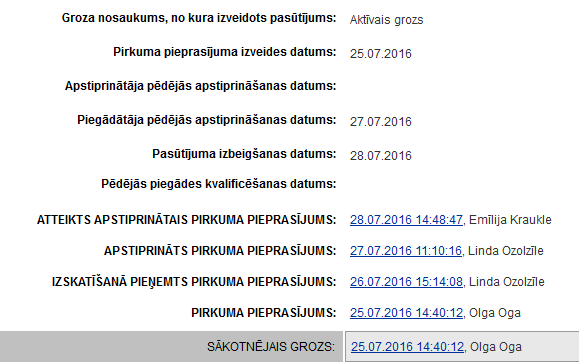 Groza nosaukums, no kura izveidots pasūtījums: Aktīvais grozs
Pirkuma pieprasījuma izveides datums: 25.07.2016
Apstiprinātāja pēdējās apstiprināšanas datums:
Piegādātāja pēdējās apstiprināšanas datums: 27.07.2016
Pasūtījuma izbeigšanas datums: 28.07.2016
Pēdējās piegādes kvalificēšanas datums:
ATTEIKTS APSTIPRINĀTAIS PIRKUMA PIEPRASĪJUMS: 28.07.2016 14:48:47, Emīlija Kraukle
APSTIPRINĀTS PIRKUMA PIEPRASĪJUMS: 27.07.2016 11:10:16, Linda Ozolzīle
IZSKATĪŠANĀ PIEŅEMTS PIRKUMA PIEPRASĪJUMS: 26.07.2016 15:14:08, Linda Ozolzīle
PIRKUMA PIEPRASĪJUMS: 25.07.2016 14:40:12, Olga Oga
SĀKOTNĒJAIS GROZS: 25.07.2016 14:40:12, Olga Oga